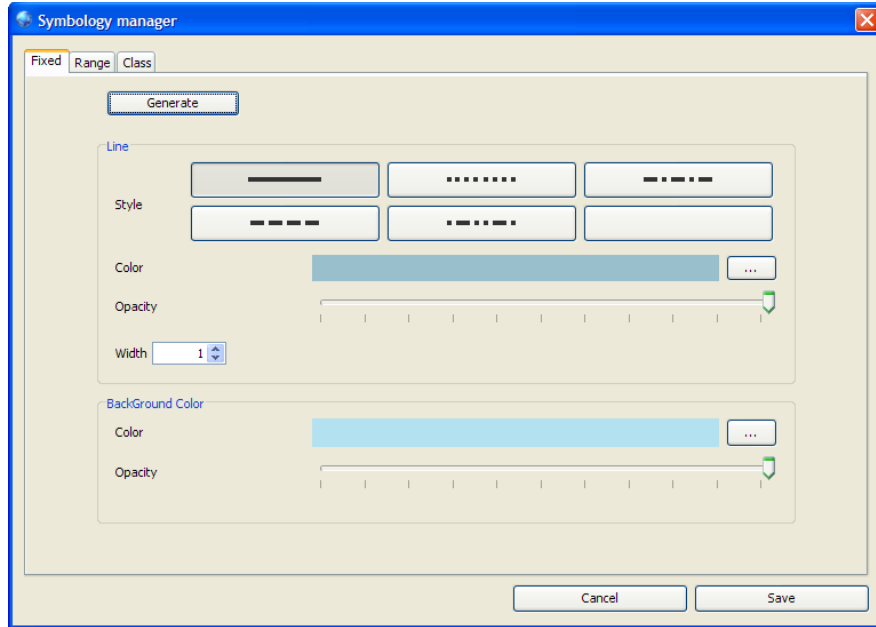 Symbology manager
Fixed Range Class
Generate
Line
Style
Color ...
Opacity
Width 1
BackGround Color
Color ...
Opacity
Cancel Save